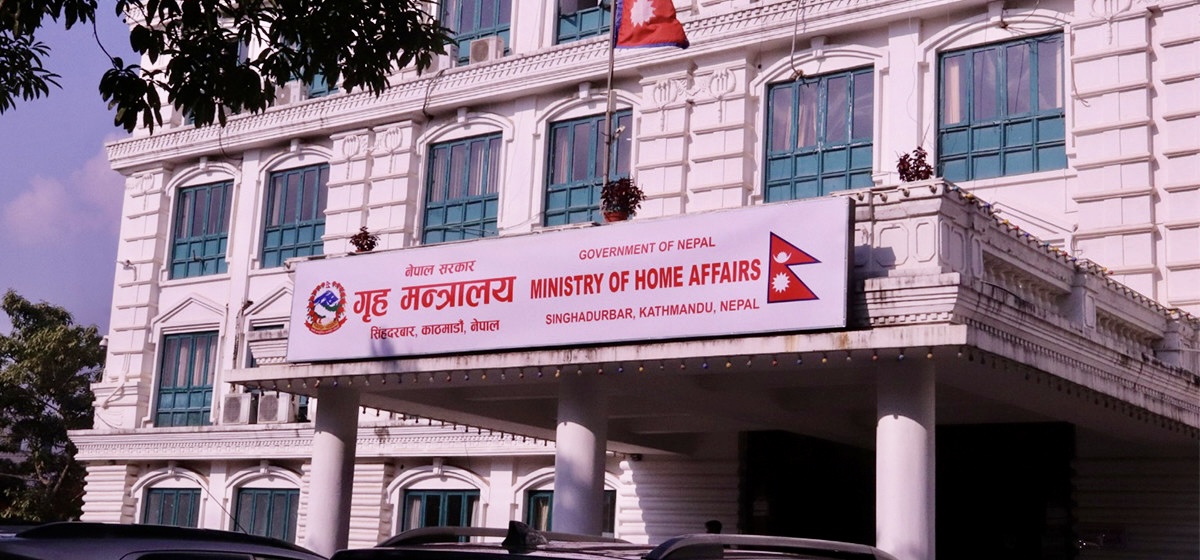 नेपाल सरकार
गृह मन्त्रालय
सिंहदरबार, काठमाडौं, नेपाल
GOVERNMENT OF NEPAL
MINISTRY OF HOME AFFAIRS
SINGHADURBAR, KATHMANDU, NEPAL